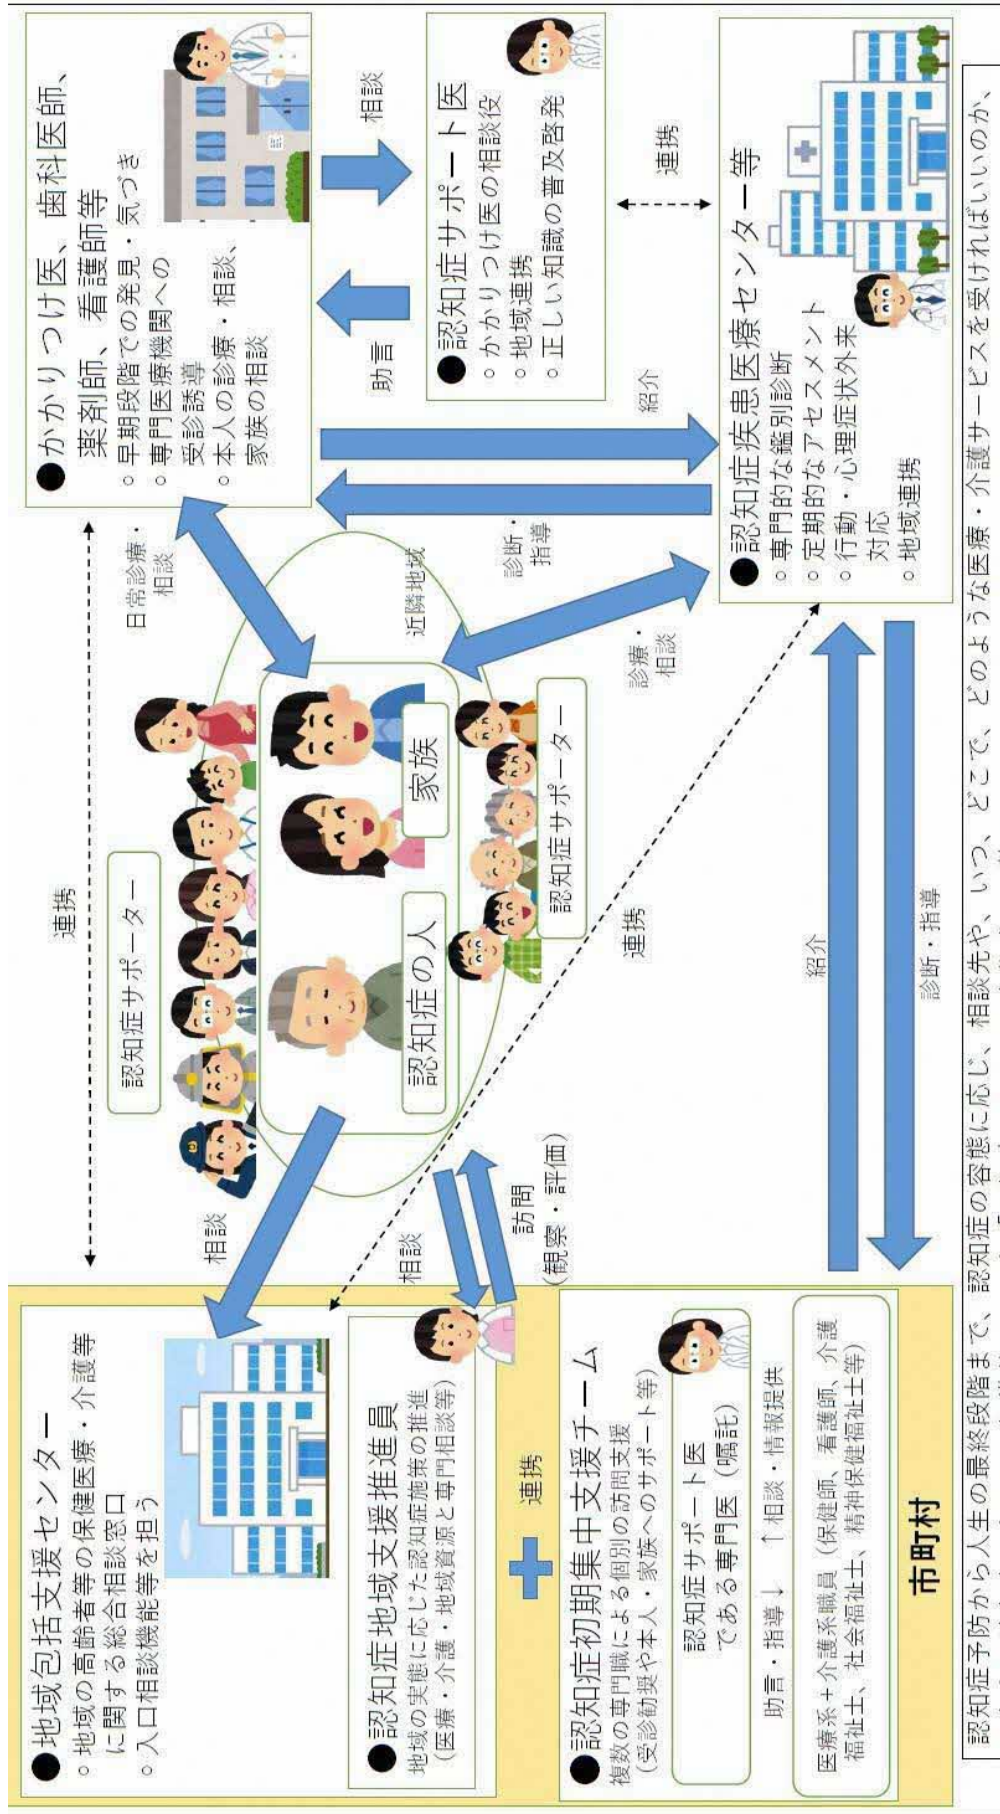 ●地域包括支援センター
○地域の高齢者等の保健医療・介護等
に関する総合相談窓口
○入口相談機能等を担う
●認知症地域支援推進員
地域の実態に応じた認知症施策の推進
（医療・介護・地域資源と専門相談等）
連携
●認知症初期集中支援チーム
複数の専門職による個別の訪問支援
（受診勧奨や本人・家族へのサポート等）
認知症サポート医
である専門医（嘱託）
助言・指導↓　↑相談・情報提供
医療系＋介護系職員（保健師、看護師、介護
福祉士、社会福祉士、精神保健福祉士等）
市町村
連携
相談
相談
訪問
（観察・評価）
認知症サポーター
認知症の人
家族
認知症サポーター
近隣地域
連携
日常診療・
相談
診療・
相談
診断・
指導
紹介
紹介
診断・指導
●かかりつけ医、歯科医師、
薬剤師、看護師等
○早期段階での発見・気づき
○専門医療機関への
受診誘導
○本人の診療・相談、
家族の相談
助言
相談
●認知症サポート医
○かかりつけ医の相談役
○地域連携
○正しい知識の普及啓発
連携
●認知症疾患医療センター等
○専門的な鑑別診断
○定期的なアセスメント
○行動・心理症状外来
対応
○地域連携
認知症予防から人生の最終段階まで、認知症の容態に応じ、相談先や、いつ、どこで、どのような医療・介護サービスを受ければいいのか、